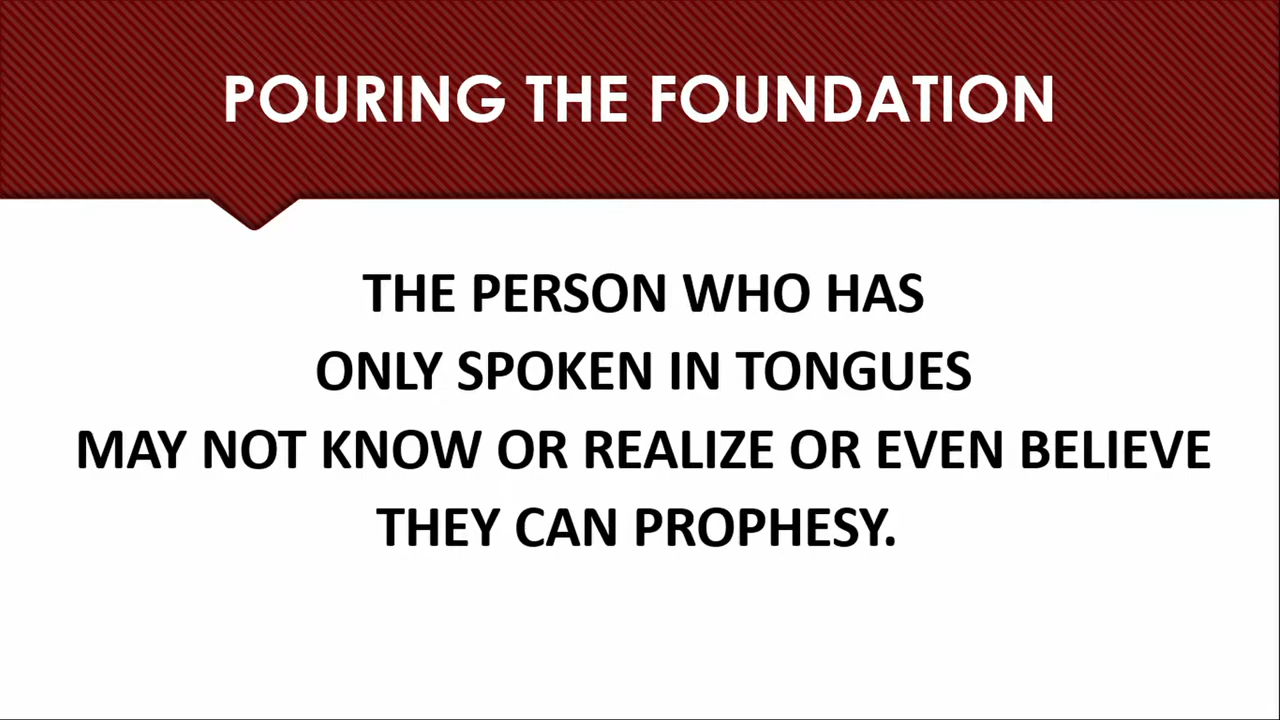 POURING THE FOUNDATION
THE PERSON WHO HAS
ONLY SPOKEN IN TONGUES
MAY NOT KNOW OR REALIZE OR EVEN BELIEVE
THEY CAN PROPHESY.